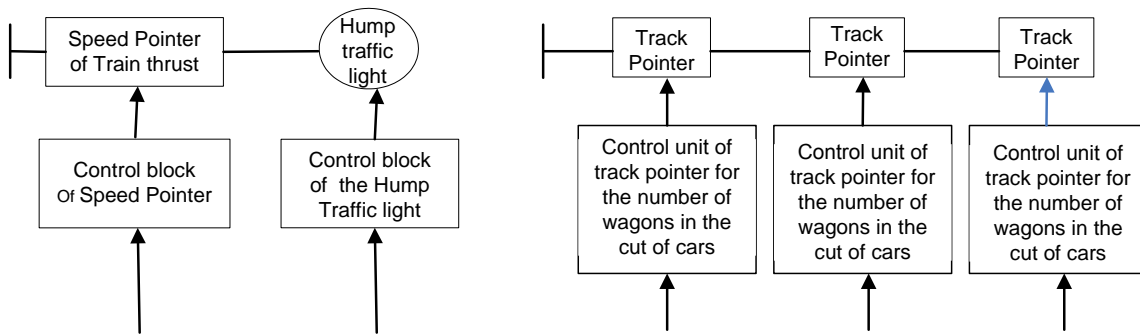 Speed Pointer
of Train thrust
Hump
traffic
light
Track
Pointer
Track
Pointer
Track
Pointer
Control block
Of Speed Pointer
Control block
of the Hump
Traffic light
Control unit of
track pointer for
the number of
wagons in the
cut of cars
Control unit of
track pointer for
the number of
wagons in the
cut of cars
Control unit of
track pointer for
the number of
wagons in the
cut of cars